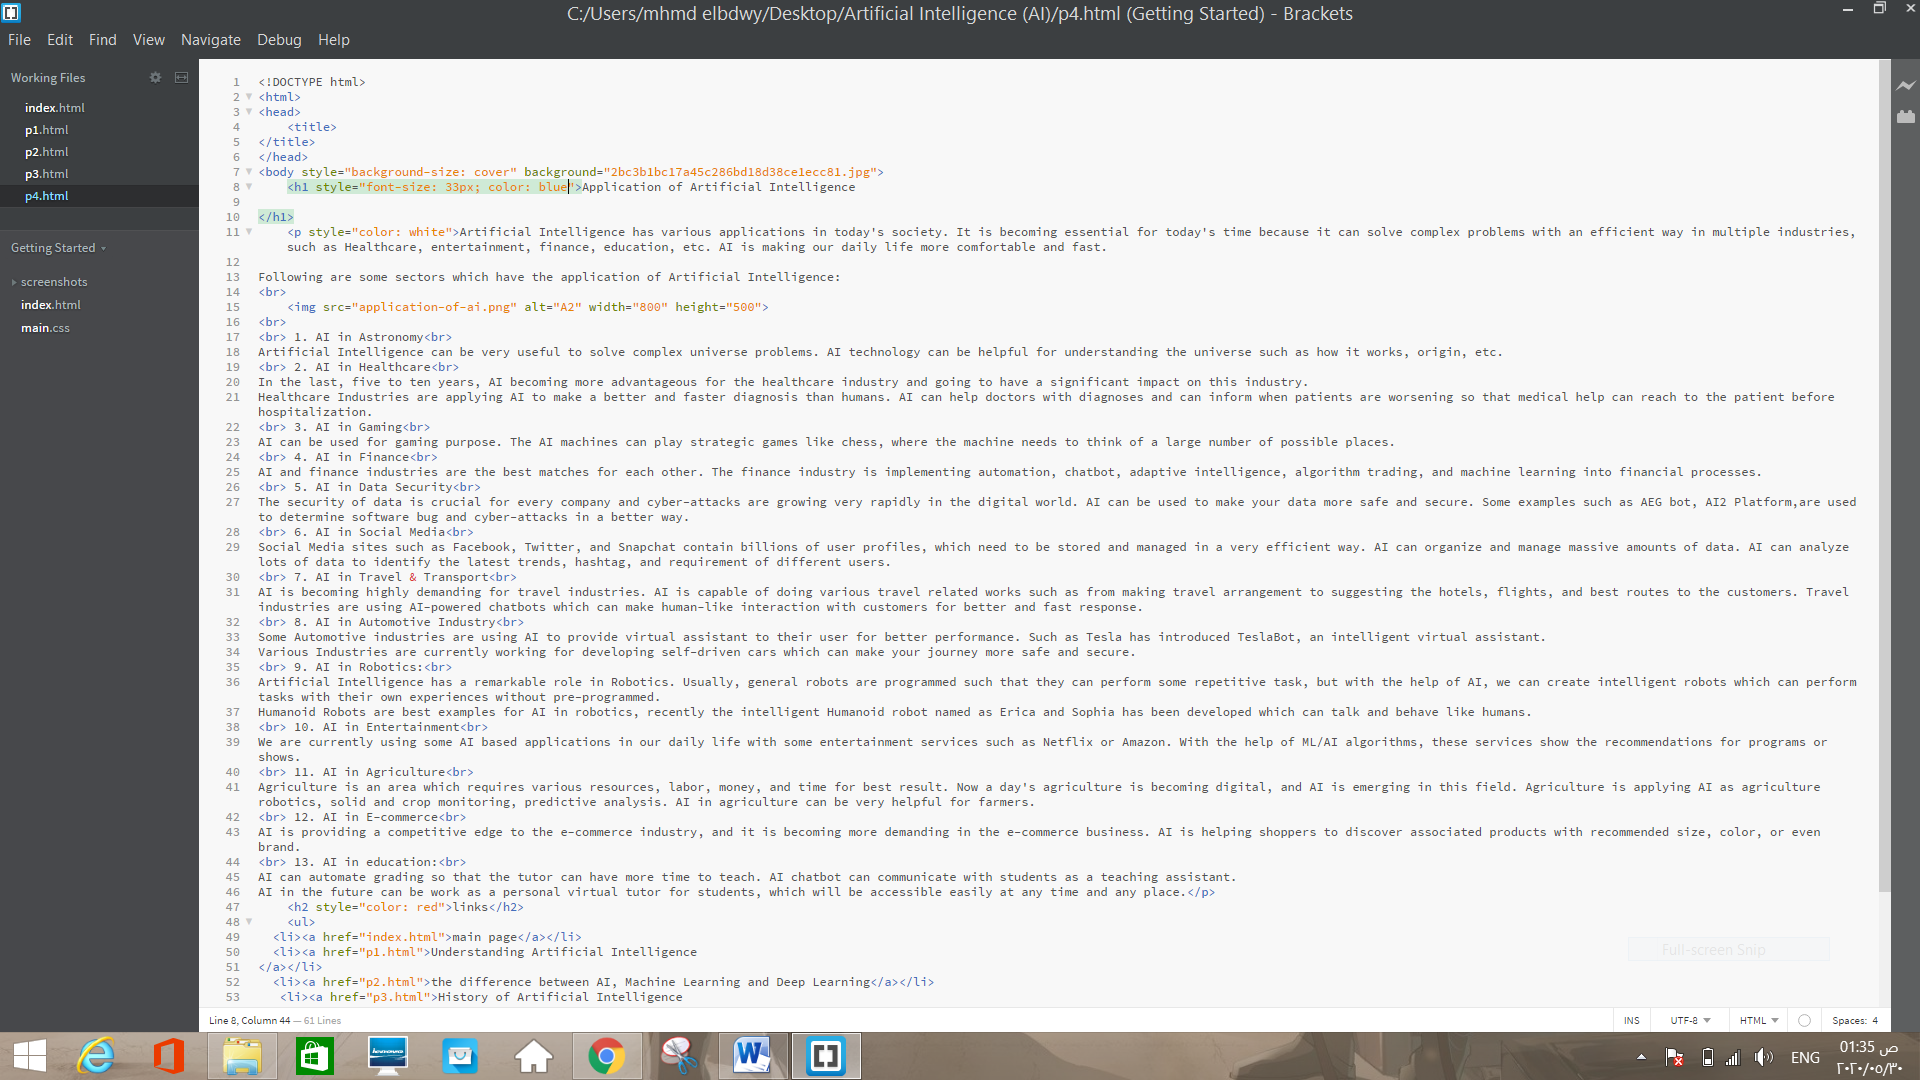 C:/Users/mhmd elbdwy/Desktop/Artificial Intelligence (AI)/p4.html (Getting Started) - Brackets
File Edit Find View Navigate Debug Help
Working Files
index.html
p1.html
p2.html
p3.html
p4.html
Getting Started
screenshots
index.html
main.css
1 <!DOCTYPE html>
2 <html>
3 <head>
4 <title>
5 </title>
6 </head>
7 <body style="background-size: cover" background="2bc3b1bc17a45c286bd18d38ce1ecc81.jpg">
8 <h1 style="font-size: 33px; color: blue">Application of Artificial Intelligence
9
10 </h1>
11 <p style="color: white">Artificial Intelligence has various applications in today's society. It is becoming essential for today's time because it can solve complex problems with an efficient way in multiple industries,
such as Healthcare, entertainment, finance, education, etc. AI is making our daily life more comfortable and fast.
12
13 Following are some sectors which have the application of Artificial Intelligence:
14 <br>
15 <img src="application-of-ai.png" alt="A2" width="800" height="500">
16 <br>
17 <br> 1. AI in Astronomy<br>
18 Artificial Intelligence can be very useful to solve complex universe problems. AI technology can be helpful for understanding the universe such as how it works, origin, etc.
19 <br> 2. AI in Healthcare<br>
20 In the last, five to ten years, AI becoming more advantageous for the healthcare industry and going to have a significant impact on this industry.
21 Healthcare Industries are applying AI to make a better and faster diagnosis than humans. AI can help doctors with diagnoses and can inform when patients are worsening so that medical help can reach to the patient before
hospitalization.
22 <br> 3. AI in Gaming<br>
23 AI can be used for gaming purpose. The AI machines can play strategic games like chess, where the machine needs to think of a large number of possible places.
24 <br> 4. AI in Finance<br>
25 AI and finance industries are the best matches for each other. The finance industry is implementing automation, chatbot, adaptive intelligence, algorithm trading, and machine learning into financial processes.
26 <br> 5. AI in Data Security<br>
27 The security of data is crucial for every company and cyber-attacks are growing very rapidly in the digital world. AI can be used to make your data more safe and secure. Some examples such as AEG bot, AI2 Platform,are used
to determine software bug and cyber-attacks in a better way.
28 <br> 6. AI in Social Media<br>
29 Social Media sites such as Facebook, Twitter, and Snapchat contain billions of user profiles, which need to be stored and managed in a very efficient way. AI can organize and manage massive amounts of data. AI can analyze
lots of data to identify the latest trends, hashtag, and requirement of different users.
30 <br> 7. AI in Travel & Transport<br>
31 AI is becoming highly demanding for travel industries. AI is capable of doing various travel related works such as from making travel arrangement to suggesting the hotels, flights, and best routes to the customers. Travel
industries are using AI-powered chatbots which can make human-like interaction with customers for better and fast response.
32 <br> 8. AI in Automotive Industry<br>
33 Some Automotive industries are using AI to provide virtual assistant to their user for better performance. Such as Tesla has introduced TeslaBot, an intelligent virtual assistant.
34 Various Industries are currently working for developing self-driven cars which can make your journey more safe and secure.
35 <br> 9. AI in Robotics:<br>
36 Artificial Intelligence has a remarkable role in Robotics. Usually, general robots are programmed such that they can perform some repetitive task, but with the help of AI, we can create intelligent robots which can perform
tasks with their own experiences without pre-programmed.
37 Humanoid Robots are best examples for AI in robotics, recently the intelligent Humanoid robot named as Erica and Sophia has been developed which can talk and behave like humans.
38 <br> 10. AI in Entertainment<br>
39 We are currently using some AI based applications in our daily life with some entertainment services such as Netflix or Amazon. With the help of ML/AI algorithms, these services show the recommendations for programs or
shows.
40 <br> 11. AI in Agriculture<br>
41 Agriculture is an area which requires various resources, labor, money, and time for best result. Now a day's agriculture is becoming digital, and AI is emerging in this field. Agriculture is applying AI as agriculture
robotics, solid and crop monitoring, predictive analysis. AI in agriculture can be very helpful for farmers.
42 <br> 12. AI in E-commerce<br>
43 AI is providing a competitive edge to the e-commerce industry, and it is becoming more demanding in the e-commerce business. AI is helping shoppers to discover associated products with recommended size, color, or even
brand.
44 <br> 13. AI in education:<br>
45 AI can automate grading so that the tutor can have more time to teach. AI chatbot can communicate with students as a teaching assistant.
46 AI in the future can be work as a personal virtual tutor for students, which will be accessible easily at any time and any place.</p>
47 <h2 style="color: red">links</h2>
48 <ul>
49 <li><a href="index.html">main page</a></li>
50 <li><a href="p1.html">Understanding Artificial Intelligence
51 </a></li>
52 <li><a href="p2.html">the difference between AI, Machine Learning and Deep Learning</a></li>
53 <li><a href="p3.html">History of Artificial Intelligence
Full-screen Snip
Line 8, Column 44 — 61 Lines
INS UTF-8 HTML Spaces: 4
lenovo
ENG
01:35 ص
٢٠٢٠/٠٥/٣٠